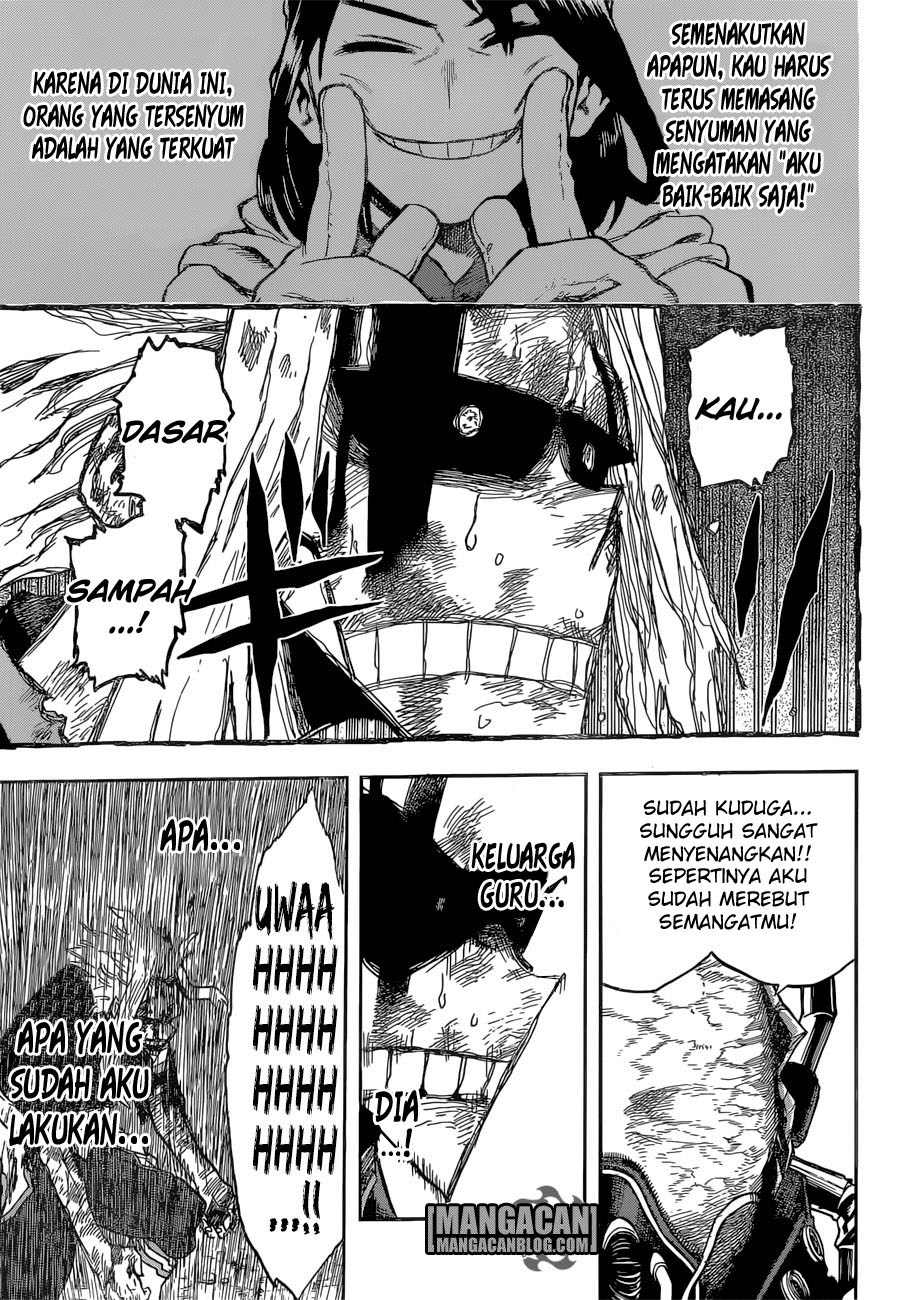 SEMENAKUTKAN
APAPUN, KAU HARUS
TERUS MEMASANG
SENYUMAN YANG
MENGATAKAN "AKU
BAIK-BAIK SAJA!"
KARENA DI DUNIA INI,
ORANG YANG TERSENYUM
ADALAH YANG TERKUAT
KAU...
DASAR
SAMPAH
...!
SUDAH KUDUGA...
SUNGGUH SANGAT
MENYENANGKAN!!
SEPERTINYA AKU
SUDAH MEREBUT
SEMANGATMU!
KELUARGA
GURU...
DIA
...!
UWAA
HHHH
HHHH
HHHH
HHHH
...!!
APA...
APA YANG
SUDAH AKU
LAKUKAN...
MANGACAN
MANGACANBLOG.COM